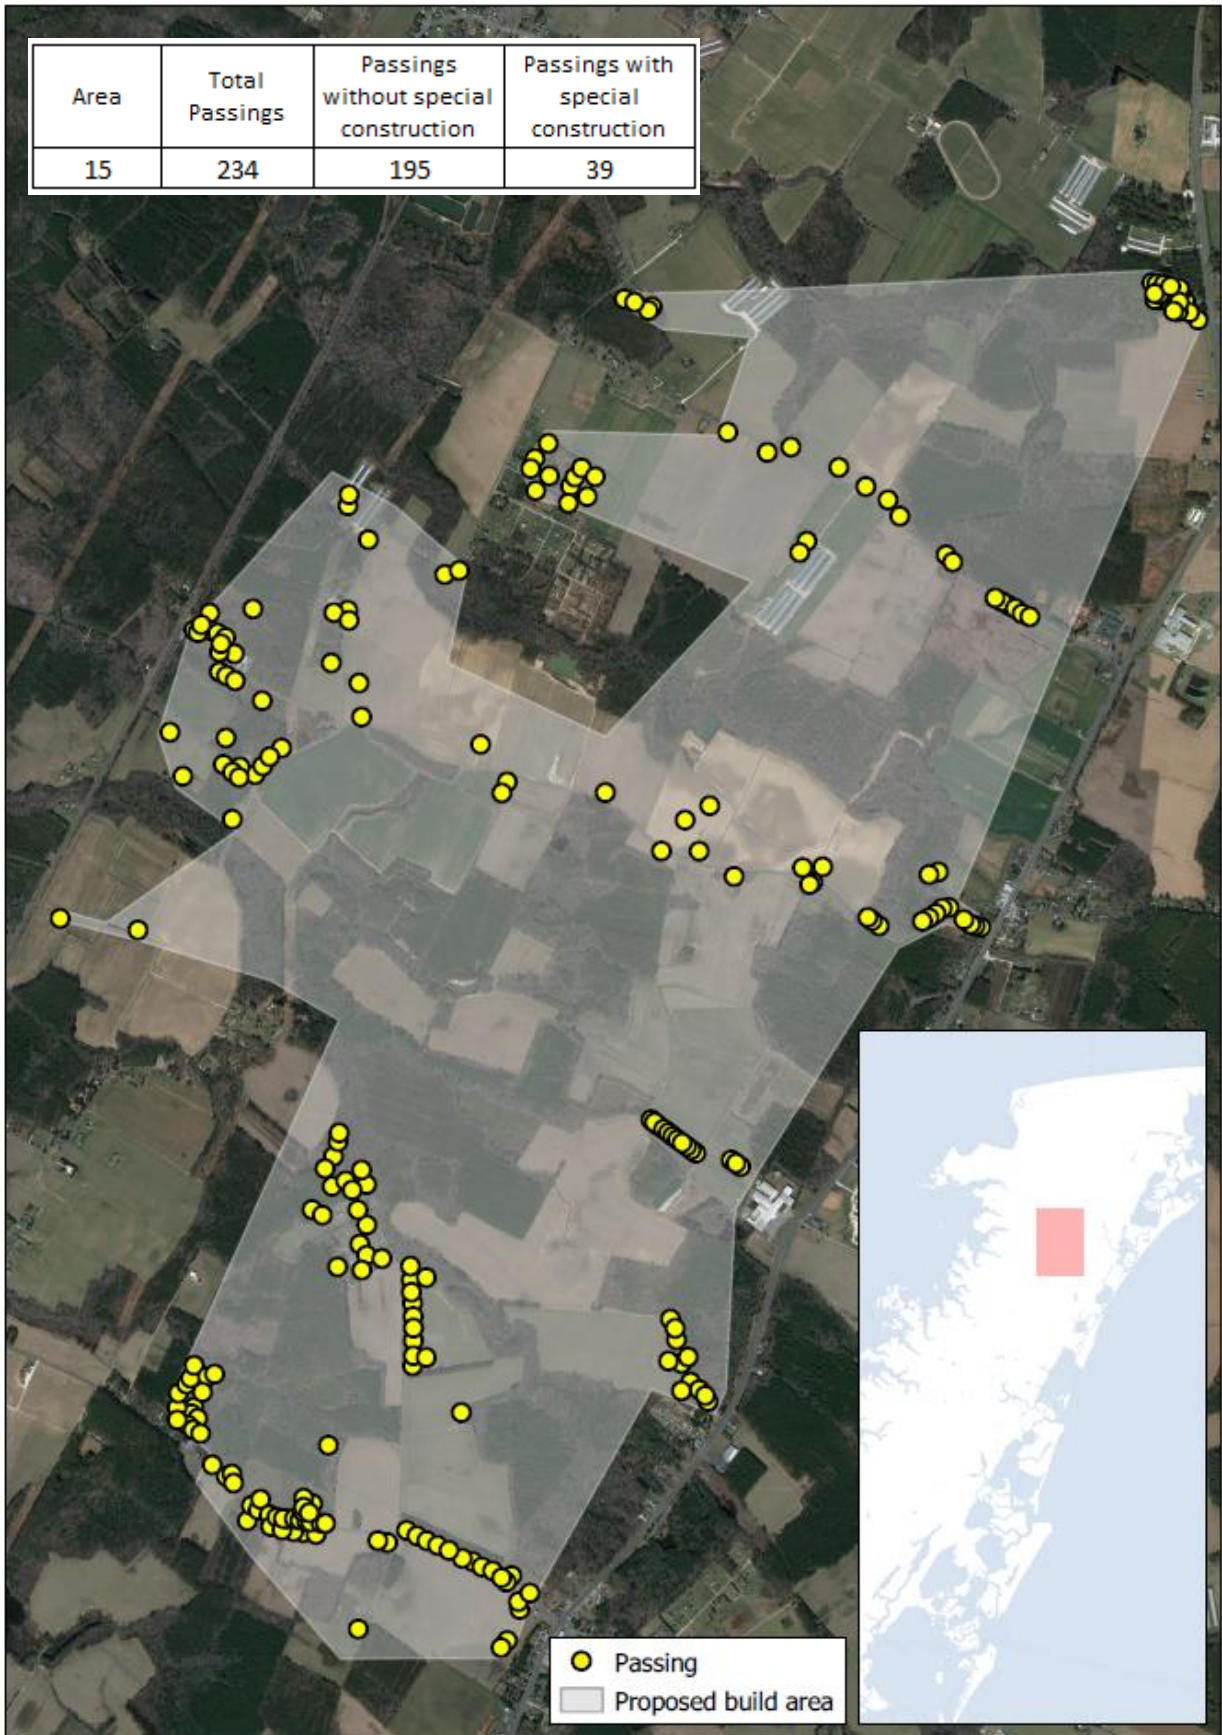 Area
Total
Passings
Passings
without special
construction
Passings with
special
construction
15
234
195
39
Passing
Proposed build area